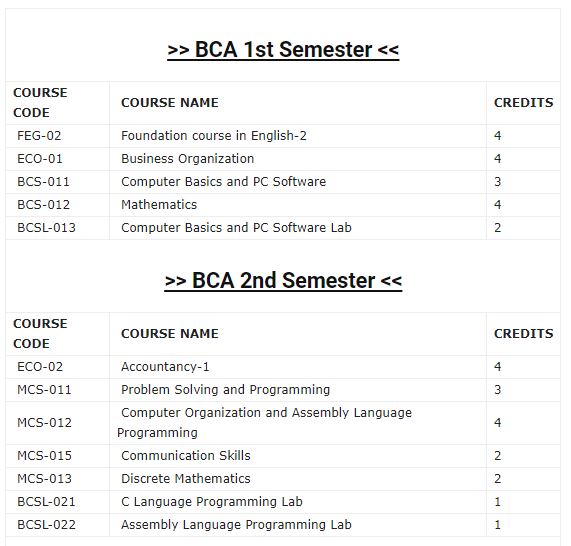 >> BCA 1st Semester <<
COURSE CODE COURSE NAME CREDITS
FEG-02 Foundation course in English-2 4
ECO-01 Business Organization 4
BCS-011 Computer Basics and PC Software 3
BCS-012 Mathematics 4
BCSL-013 Computer Basics and PC Software Lab 2
>> BCA 2nd Semester <<
COURSE CODE COURSE NAME CREDITS
ECO-02 Accountancy-1 4
MCS-011 Problem Solving and Programming 3
MCS-012 Computer Organization and Assembly Language Programming 4
MCS-015 Communication Skills 2
MCS-013 Discrete Mathematics 2
BCSL-021 C Language Programming Lab 1
BCSL-022 Assembly Language Programming Lab 1